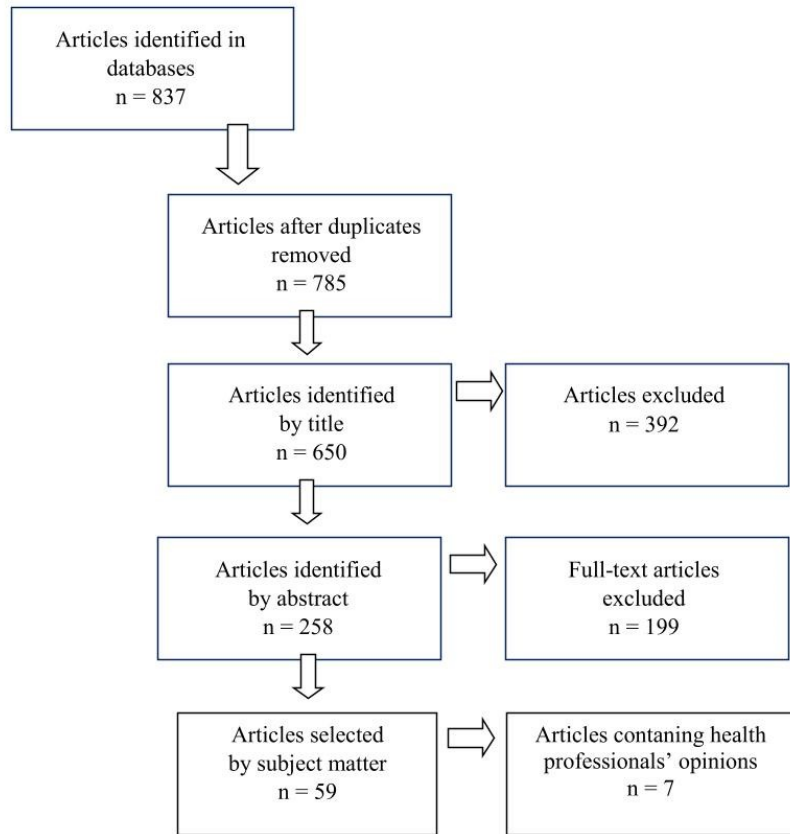 Articles identified in
databases
n = 837
Articles after duplicates
removed
n = 785
Articles identified
by title
n = 650
Articles excluded
n = 392
Articles identified
by abstract
n = 258
Full-text articles
excluded
n = 199
Articles selected
by subject matter
n = 59
Articles contaning health
professionals’ opinions
n = 7